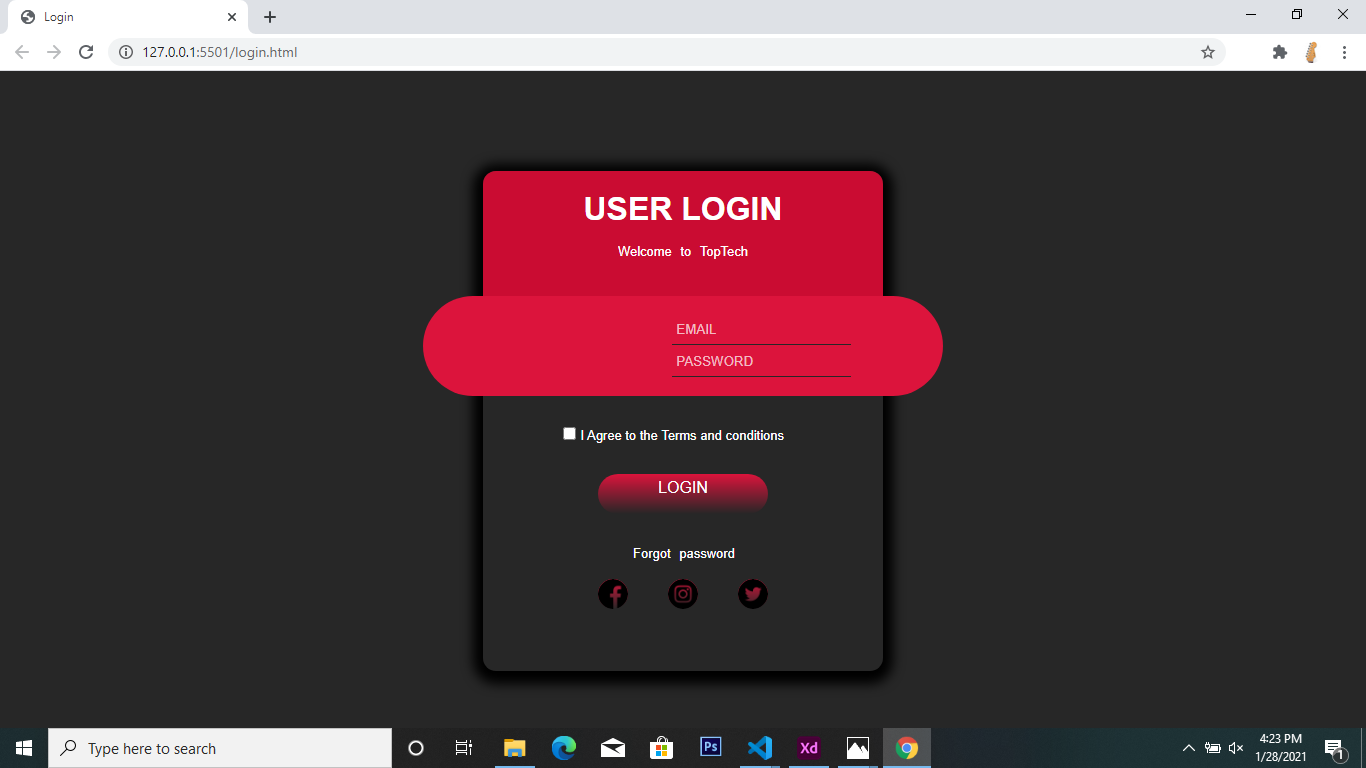 Login
127.0.0.1:5501/login.html
USER LOGIN
Welcome to TopTech
EMAIL
PASSWORD
I Agree to the Terms and conditions
LOGIN
Forgot password
Type here to search
Ps
Xd
4:23 PM
1/28/2021
1